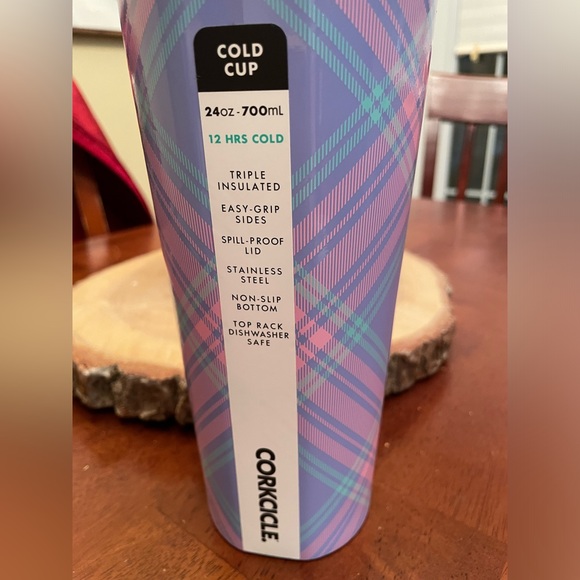 COLD
CUP
24oz - 700mL
12 HRS COLD
TRIPLE
INSULATED
EASY-GRIP
SIDES
SPILL-PROOF
LID
STAINLESS
STEEL
NON-SLIP
BOTTOM
TOP RACK
DISHWASHER
SAFE
CORKCICLE.